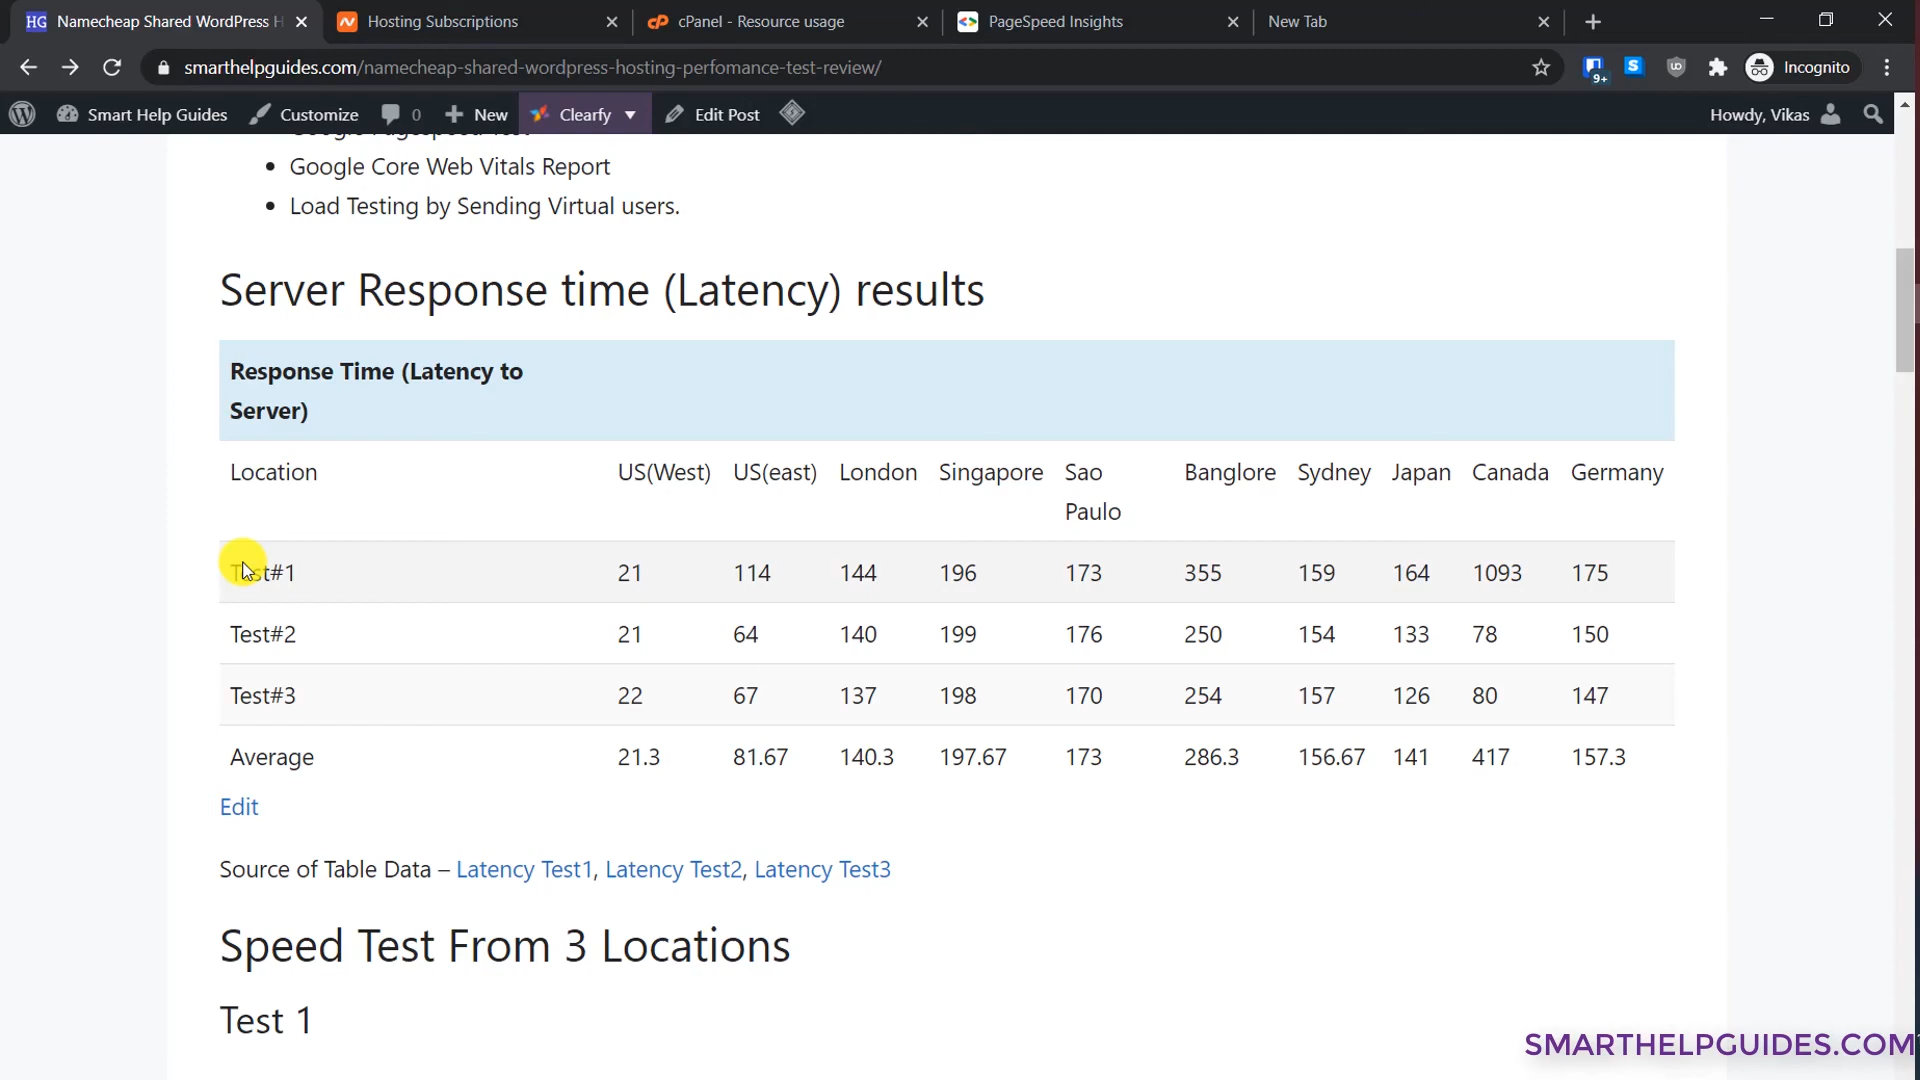 Namecheap Shared WordPress H
Hosting Subscriptions
cPanel - Resource usage
PageSpeed Insights
New Tab
smarthelpguides.com/namecheap-shared-wordpress-hosting-perfomance-test-review/
9+
Incognito
Smart Help Guides
Customize
0
New
Clearfy
Edit Post
Howdy, Vikas
Google Pagespeed Test
• Google Core Web Vitals Report
• Load Testing by Sending Virtual users.
Server Response time (Latency) results
Response Time (Latency to
Server)
Location US(West) US(east) London Singapore Sao Paulo Banglore Sydney Japan Canada Germany
Test#1 21 114 144 196 173 355 159 164 1093 175
Test#2 21 64 140 199 176 250 154 133 78 150
Test#3 22 67 137 198 170 254 157 126 80 147
Average 21.3 81.67 140.3 197.67 173 286.3 156.67 141 417 157.3
Edit
Source of Table Data – Latency Test1, Latency Test2, Latency Test3
Speed Test From 3 Locations
Test 1
SMARTHELPGUIDES.COM